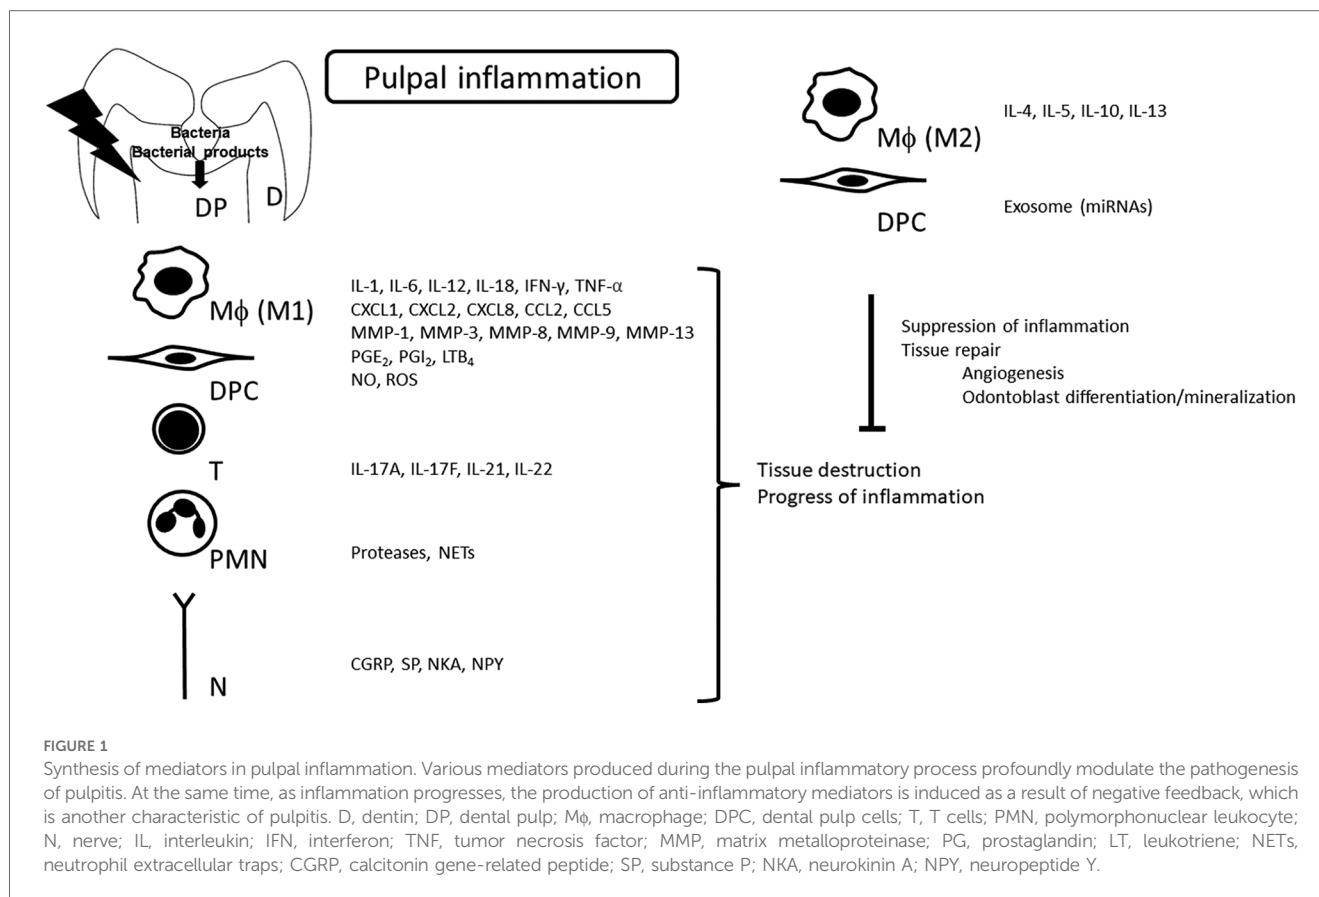 Pulpal inflammation
Bacteria
Bacterial products
DP
D
Mϕ (M1)
IL-1, IL-6, IL-12, IL-18, IFN-γ, TNF-α
CXCL1, CXCL2, CXCL8, CCL2, CCL5
MMP-1, MMP-3, MMP-8, MMP-9, MMP-13
PGE₂, PGI₂, LTB₄
NO, ROS
DPC
T
IL-17A, IL-17F, IL-21, IL-22
PMN
Proteases, NETs
N
CGRP, SP, NKA, NPY
Mϕ (M2)
IL-4, IL-5, IL-10, IL-13
DPC
Exosome (miRNAs)
Suppression of inflammation
Tissue repair
Angiogenesis
Odontoblast differentiation/mineralization
Tissue destruction
Progress of inflammation
FIGURE 1
Synthesis of mediators in pulpal inflammation. Various mediators produced during the pulpal inflammatory process profoundly modulate the pathogenesis
of pulpitis. At the same time, as inflammation progresses, the production of anti-inflammatory mediators is induced as a result of negative feedback, which
is another characteristic of pulpitis. D, dentin; DP, dental pulp; Mϕ, macrophage; DPC, dental pulp cells; T, T cells; PMN, polymorphonuclear leukocyte;
N, nerve; IL, interleukin; IFN, interferon; TNF, tumor necrosis factor; MMP, matrix metalloproteinase; PG, prostaglandin; LT, leukotriene; NETs,
neutrophil extracellular traps; CGRP, calcitonin gene-related peptide; SP, substance P; NKA, neurokinin A; NPY, neuropeptide Y.